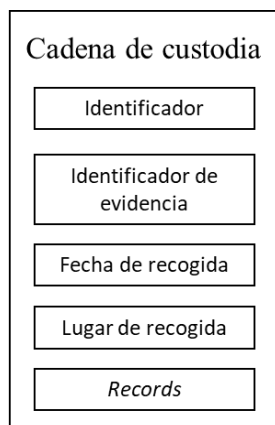 Cadena de custodia
Identificador
Identificador de
evidencia
Fecha de recogida
Lugar de recogida
Records